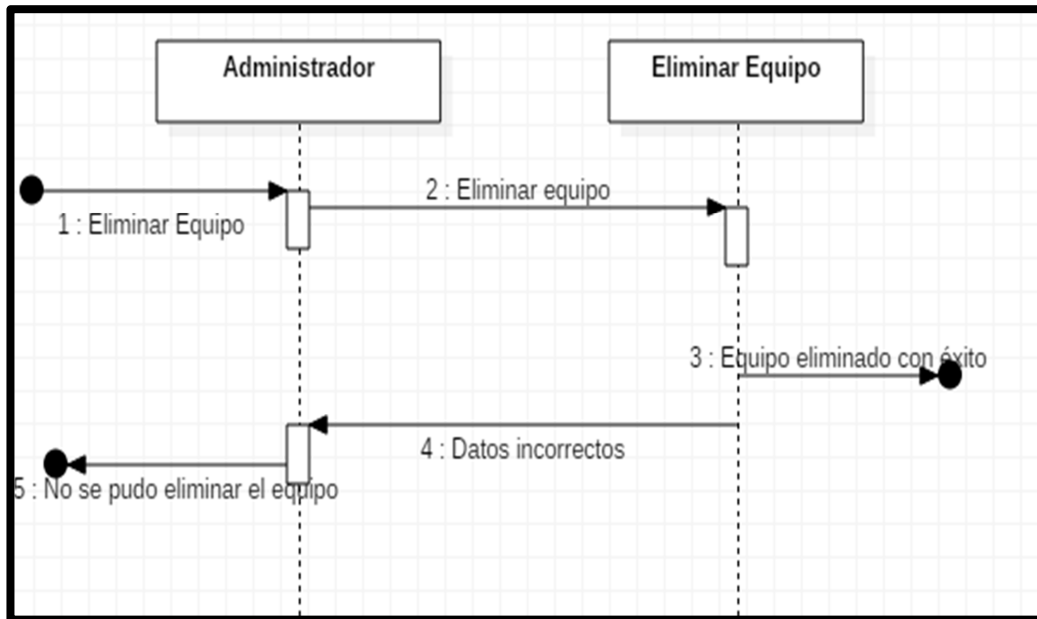 Administrador
Eliminar Equipo
1 : Eliminar Equipo
2 : Eliminar equipo
3 : Equipo eliminado con éxito
4 : Datos incorrectos
5 : No se pudo eliminar el equipo